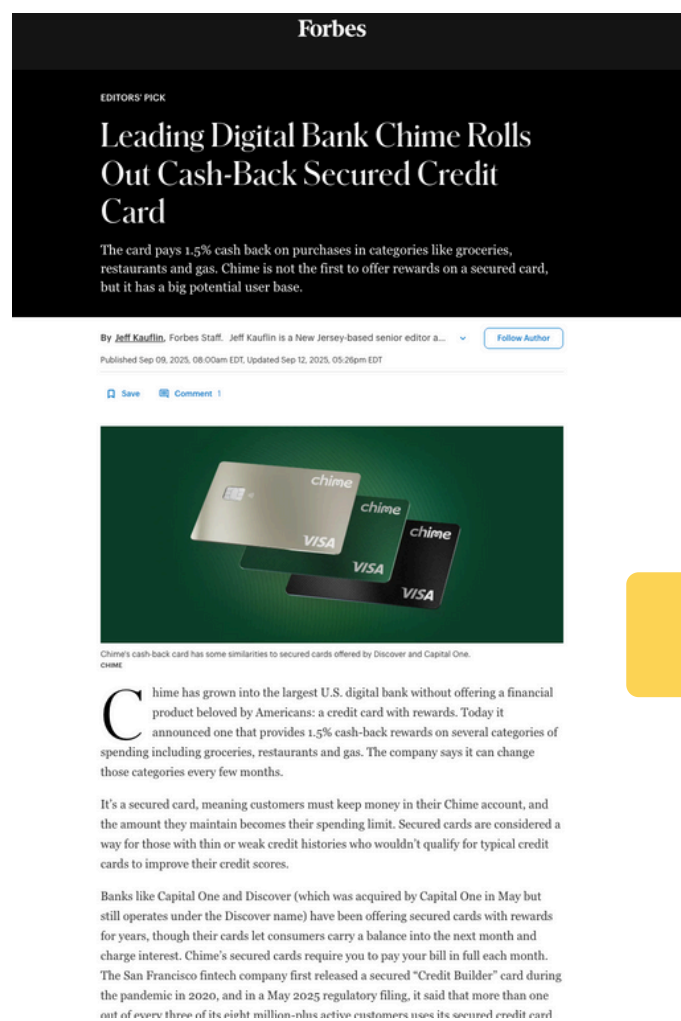 Forbes
EDITORS' PICK
Leading Digital Bank Chime Rolls
Out Cash-Back Secured Credit
Card
The card pays 1.5% cash back on purchases in categories like groceries,
restaurants and gas. Chime is not the first to offer rewards on a secured card,
but it has a big potential user base.
By Jeff Kauflin, Forbes Staff. Jeff Kauflin is a New Jersey-based senior editor a...
Follow Author
Published Sep 09, 2025, 08:00am EDT, Updated Sep 12, 2025, 05:26pm EDT
Save
Comment 1
chime
VISA
chime
VISA
chime
VISA
Chime's cash-back card has some similarities to secured cards offered by Discover and Capital One.
CHIME
Chime has grown into the largest U.S. digital bank without offering a financial
product beloved by Americans: a credit card with rewards. Today it
announced one that provides 1.5% cash-back rewards on several categories of
spending including groceries, restaurants and gas. The company says it can change
those categories every few months.
It's a secured card, meaning customers must keep money in their Chime account, and
the amount they maintain becomes their spending limit. Secured cards are considered a
way for those with thin or weak credit histories who wouldn't qualify for typical credit
cards to improve their credit scores.
Banks like Capital One and Discover (which was acquired by Capital One in May but
still operates under the Discover name) have been offering secured cards with rewards
for years, though their cards let consumers carry a balance into the next month and
charge interest. Chime's secured cards require you to pay your bill in full each month.
The San Francisco fintech company first released a secured “Credit Builder” card during
the pandemic in 2020, and in a May 2025 regulatory filing, it said that more than one
out of every three of its eight million-plus active customers uses its secured credit card